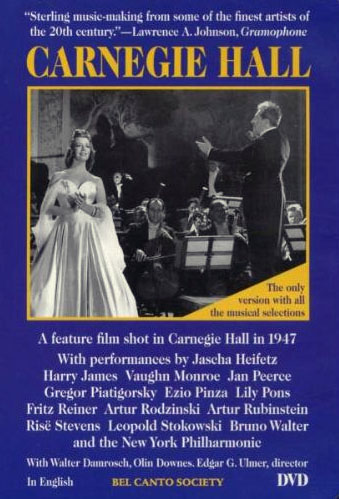 “Sterling music-making from some of the finest artists of
the 20th century.”—Lawrence A. Johnson, Gramophone
CARNEGIE HALL
The only
version with all
the musical selections
A feature film shot in Carnegie Hall in 1947
With performances by Jascha Heifetz
Harry James Vaughn Monroe Jan Peerce
Gregor Piatigorsky Ezio Pinza Lily Pons
Fritz Reiner Artur Rodzinski Artur Rubinstein
Risë Stevens Leopold Stokowski Bruno Walter
and the New York Philharmonic
With Walter Damrosch, Olin Downes. Edgar G. Ulmer, director
In English BEL CANTO SOCIETY DVD